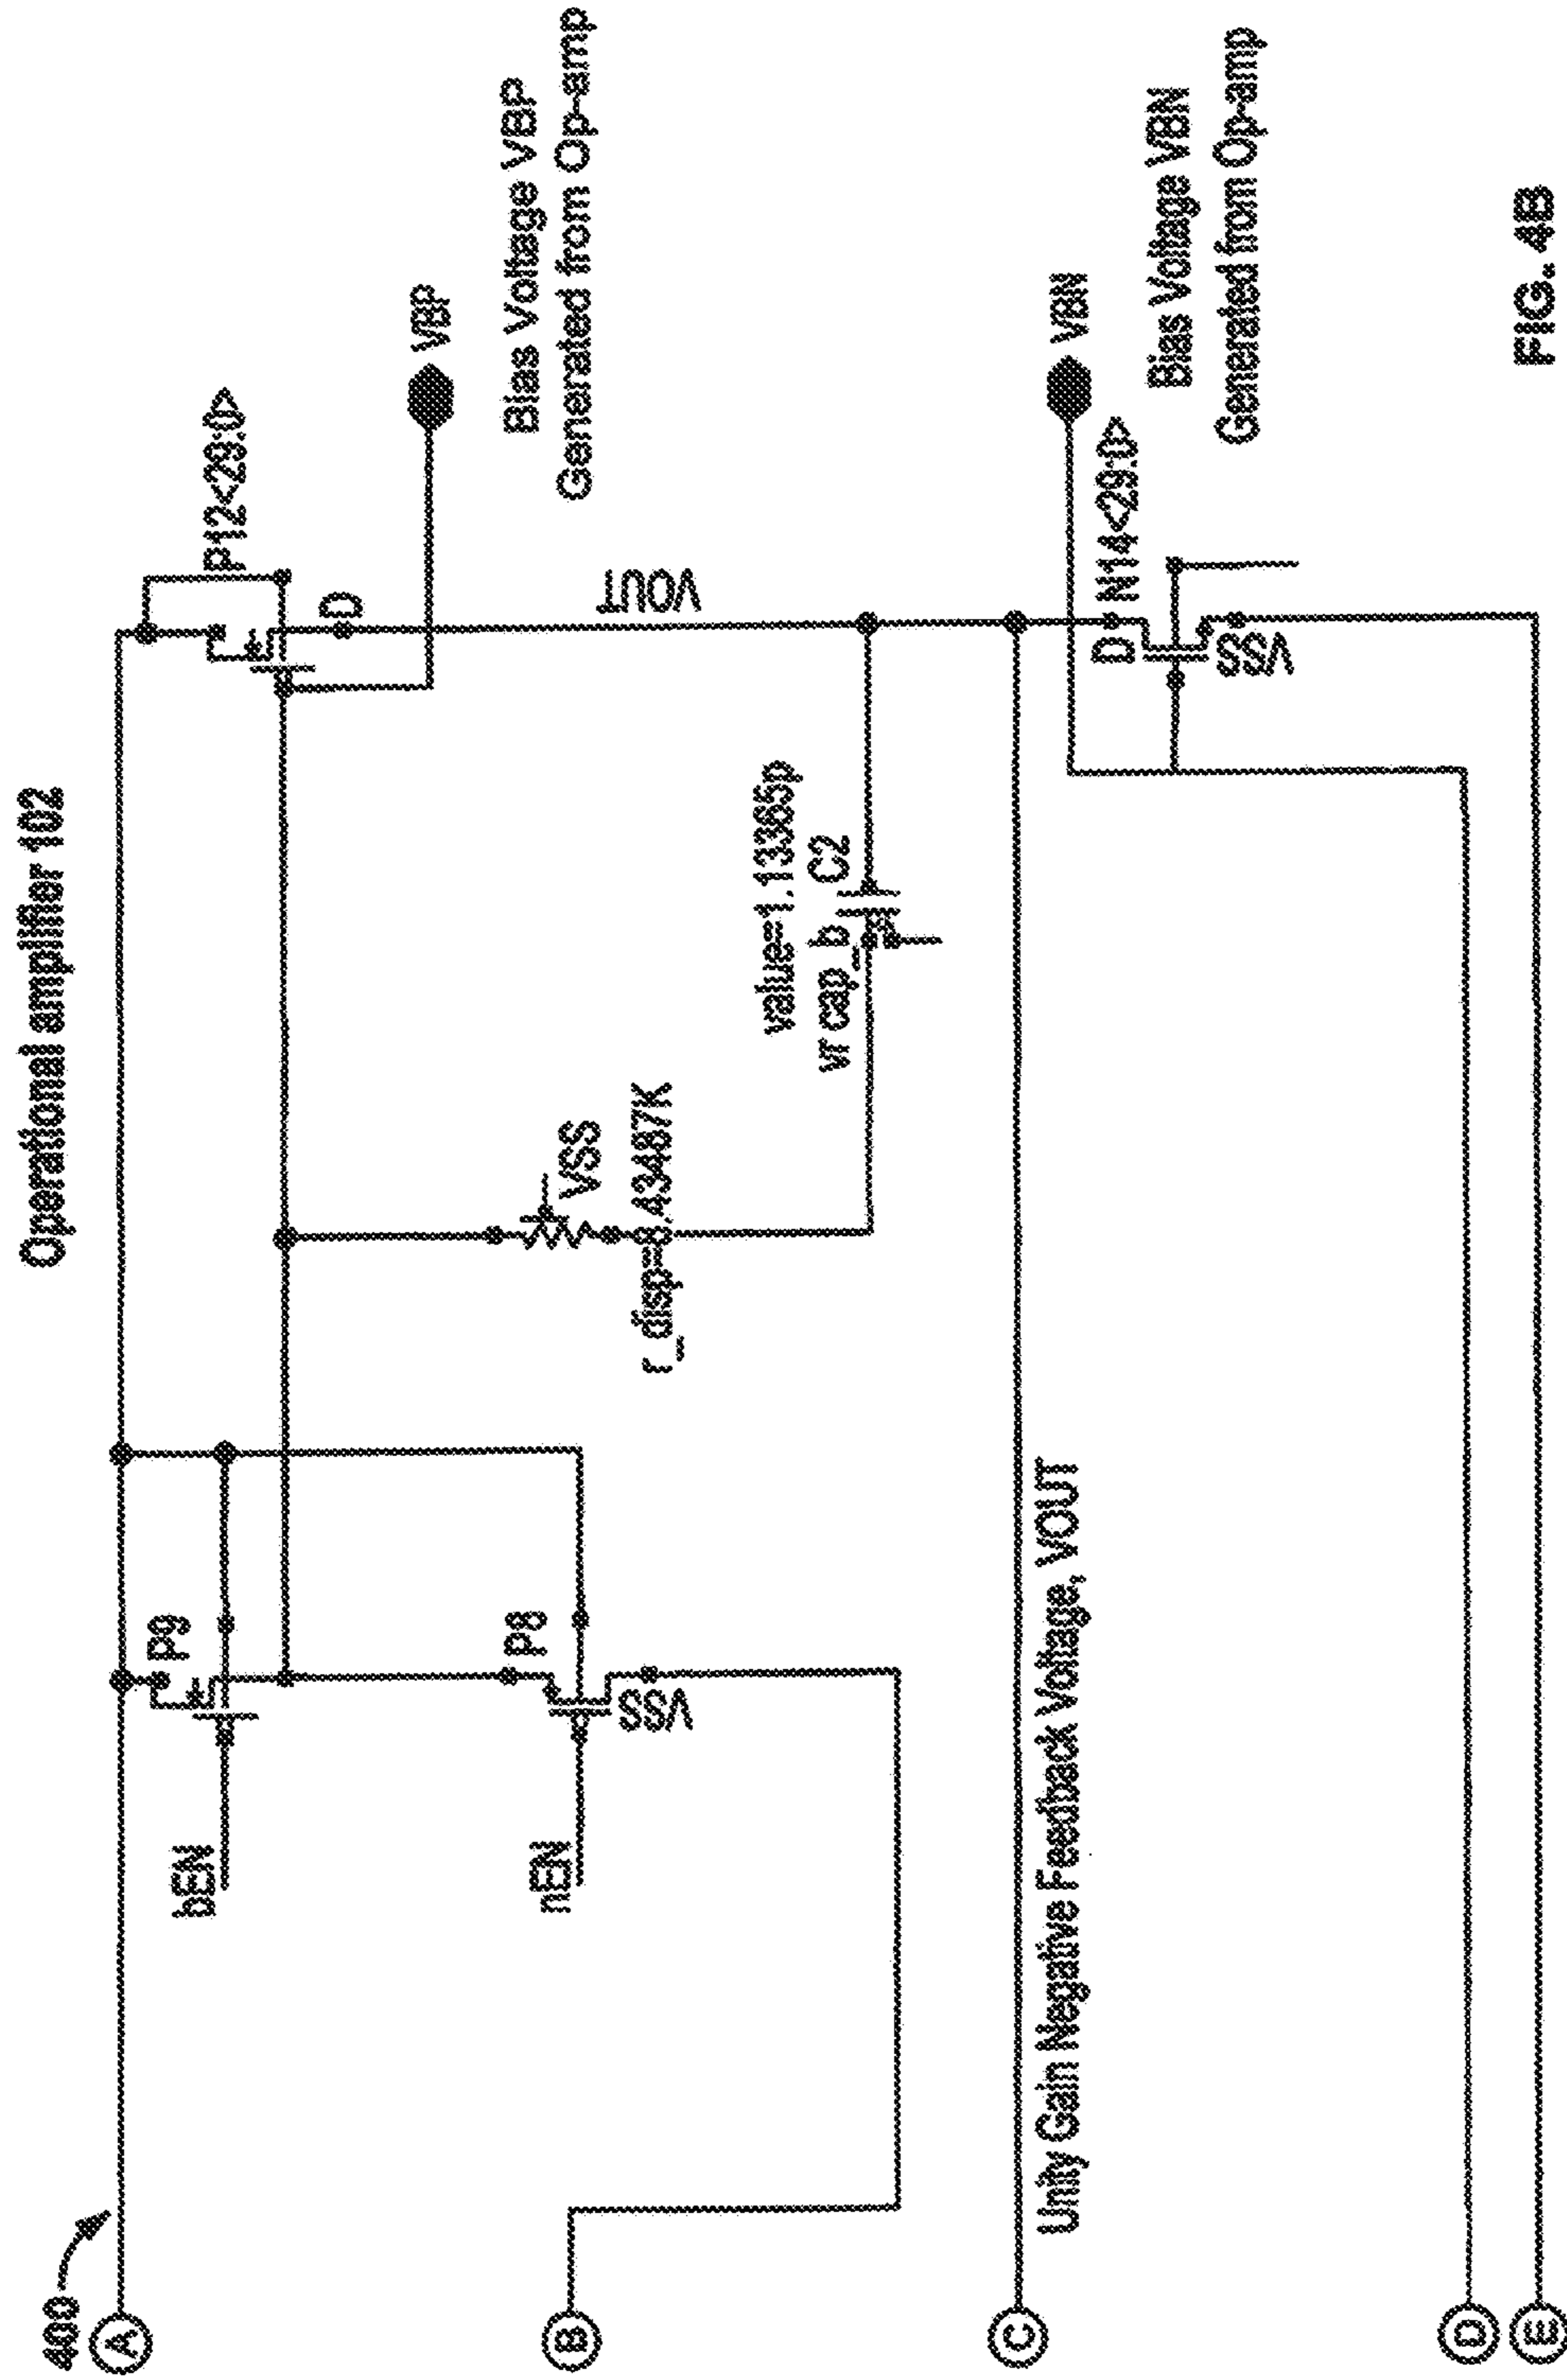 Operational amplifier 102
400
A
P9
P12<29:0>
bEN
D
VBP
Bias Voltage VBP
Generated from Op-amp
P8
nEN
VSS
VSS
r_disp=8.43487K
VOUT
value=1.1365p
vr cap_b C2
B
C
Unity Gain Negative Feedback Voltage, VOUT
VBN
D
N14<29:0>
Bias Voltage VBN
Generated from Op-amp
VSS
D
E
FIG. 4B